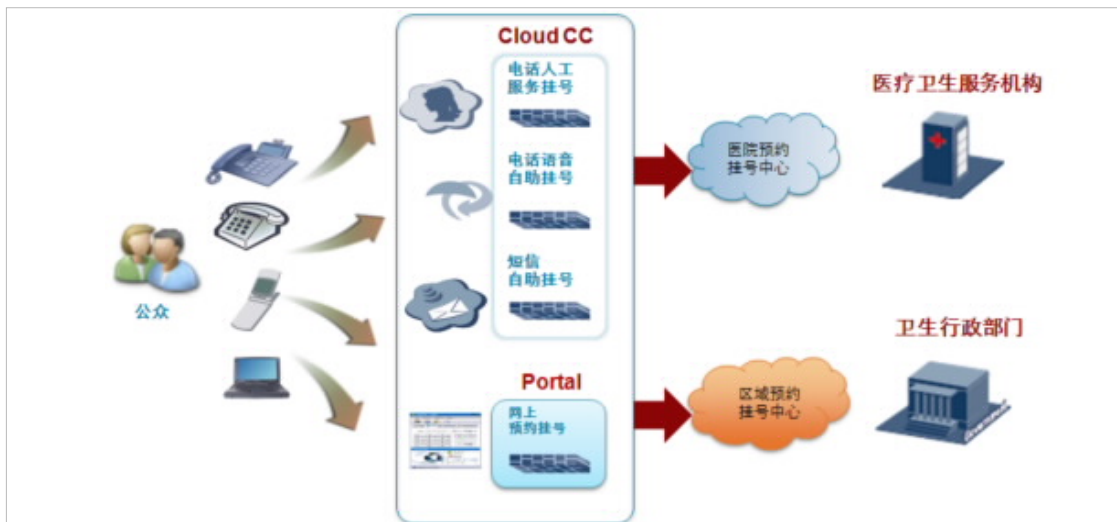 Cloud CC
电话人工
服务挂号
电话语音
自助挂号
短信
自助挂号
公众
Portal
网上
预约挂号
医院预约
挂号中心
医疗卫生服务机构
区域预约
挂号中心
卫生行政部门